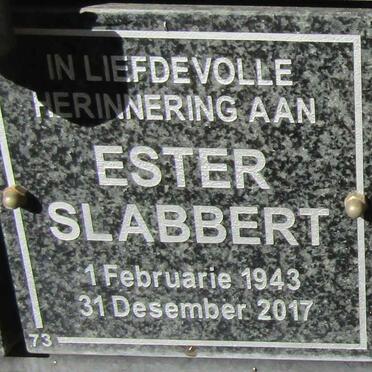 IN LIEFDEVOLLE
HERINNERING AAN
ESTER
SLABBERT
1 Februarie 1943
31 Desember 2017
73